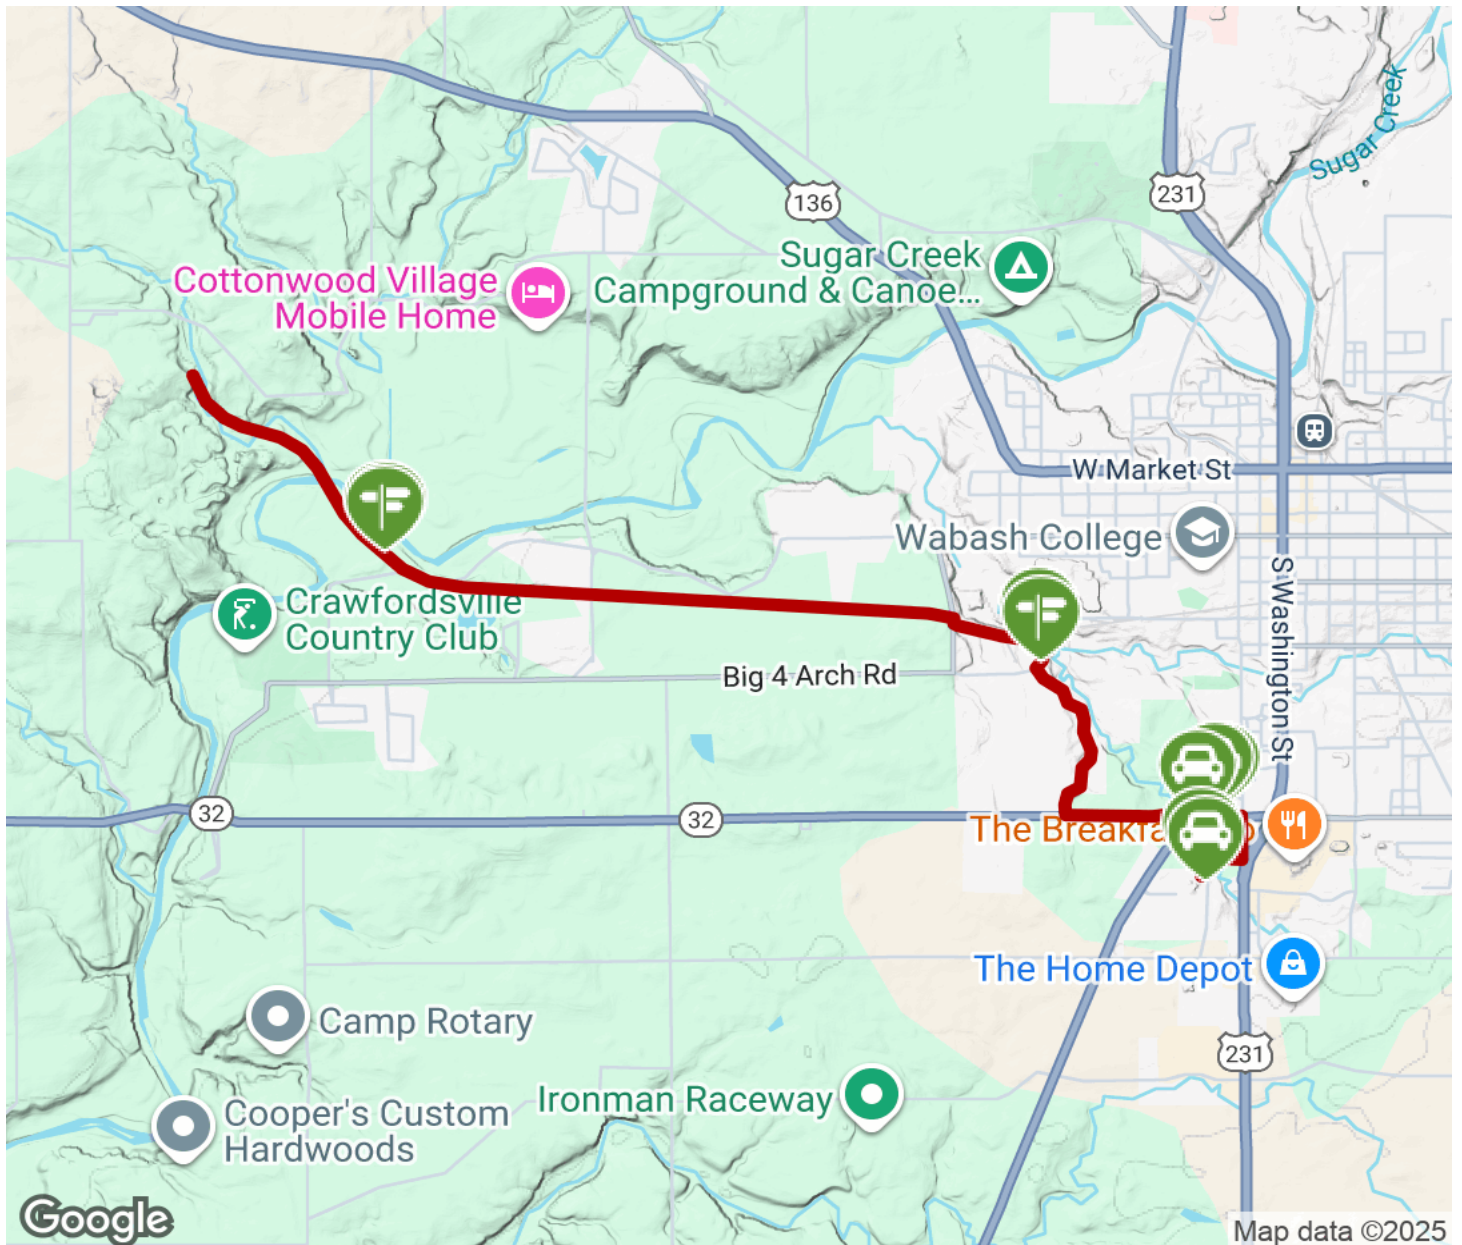 Sugar Creek
231
136
Sugar Creek
Campground & Canoe...
Cottonwood Village
Mobile Home
W Market St
Wabash College
S Washington St
Crawfordsville
Country Club
Big 4 Arch Rd
32
32
The Breakfa
The Home Depot
Camp Rotary
231
Ironman Raceway
Cooper's Custom
Hardwoods
Google
Map data ©2025